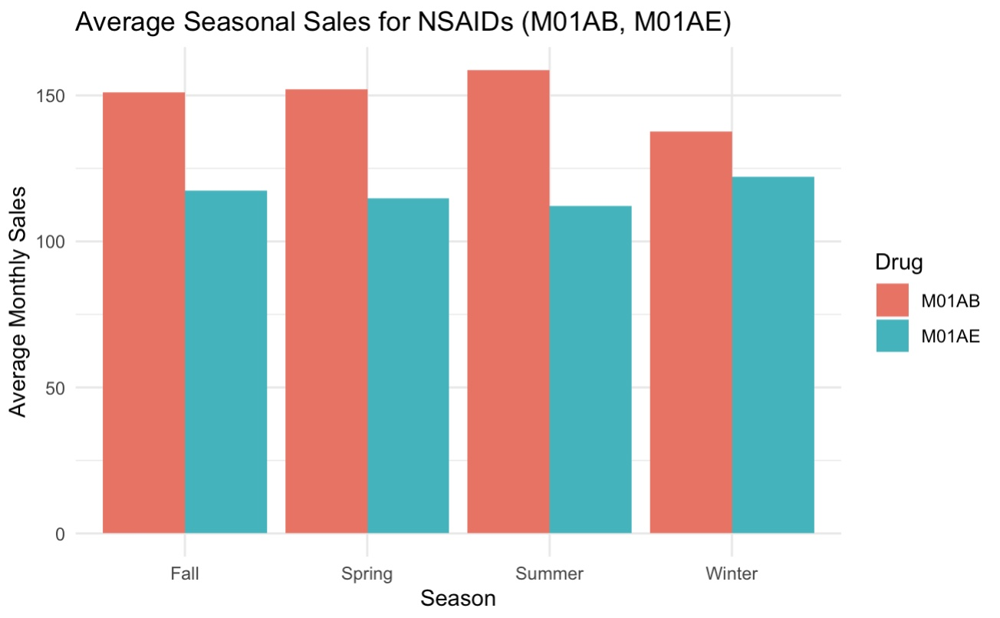 Average Seasonal Sales for NSAIDs (M01AB, M01AE)
Average Monthly Sales
150
100
50
0
Fall Spring Summer Winter
Season
Drug
M01AB
M01AE